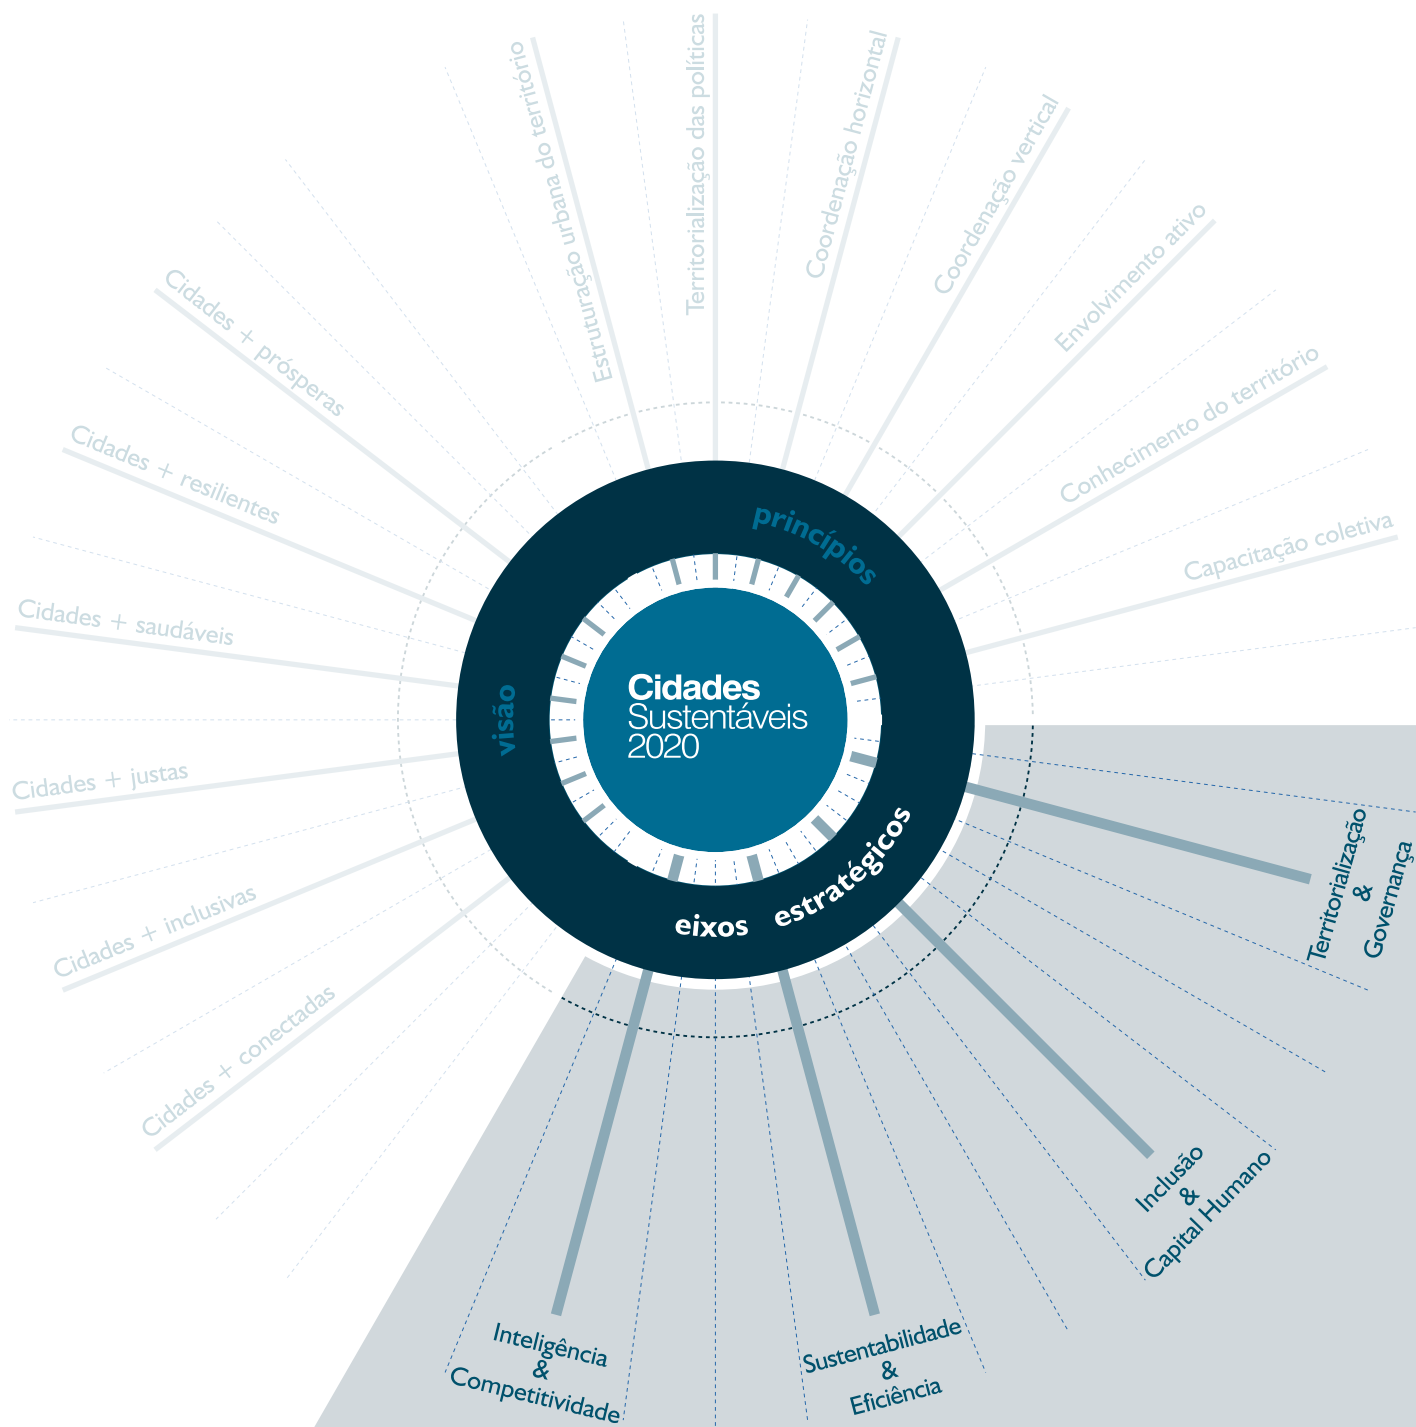 Cidades
Sustentáveis
2020
princípios
Estruturação urbana do território
Territorialização das políticas
Coordenação horizontal
Coordenação vertical
Envolvimento ativo
Conhecimento do território
Capacitação coletiva
eixos estratégicos
Territorialização
&
Governança
Inclusão
&
Capital Humano
Sustentabilidade
&
Eficiência
Inteligência
&
Competitividade
visão
Cidades + conectadas
Cidades + inclusivas
Cidades + justas
Cidades + saudáveis
Cidades + resilientes
Cidades + prósperas